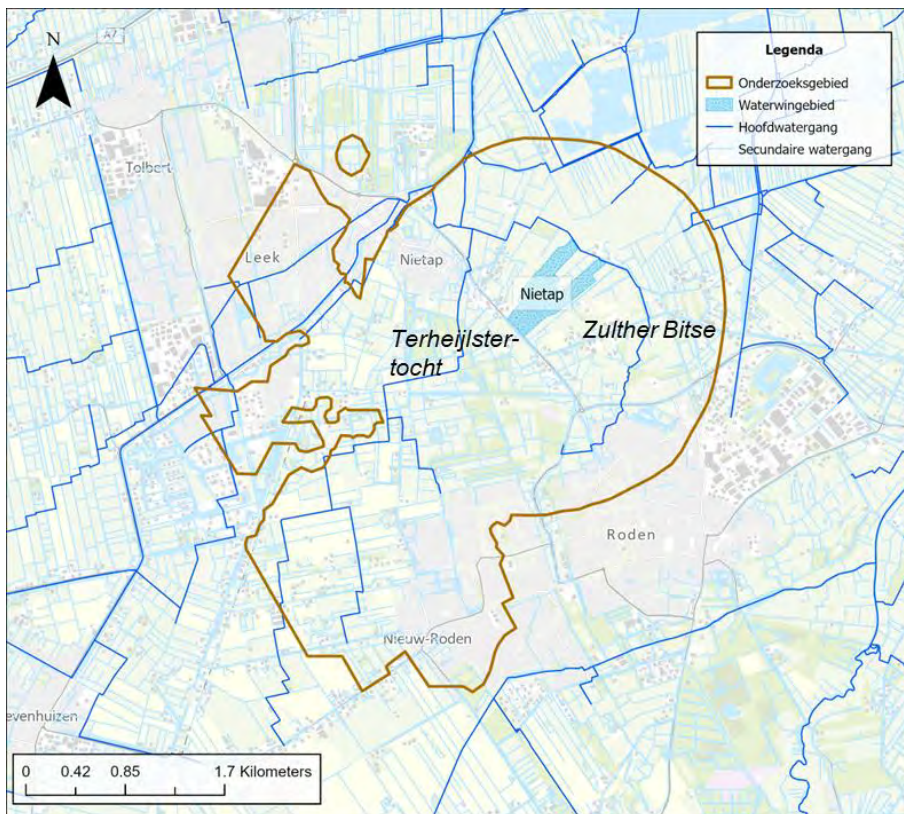 N
A7
Legenda
Onderzoeksgebied
Waterwingebied
Hoofdwatergang
Secundaire watergang
Tolbert
Leek
Nietap
Nietap
Terheijlster-
tocht
Zulther Bitse
Roden
Nieuw-Roden
evenhuizen
0 0.42 0.85 1.7 Kilometers